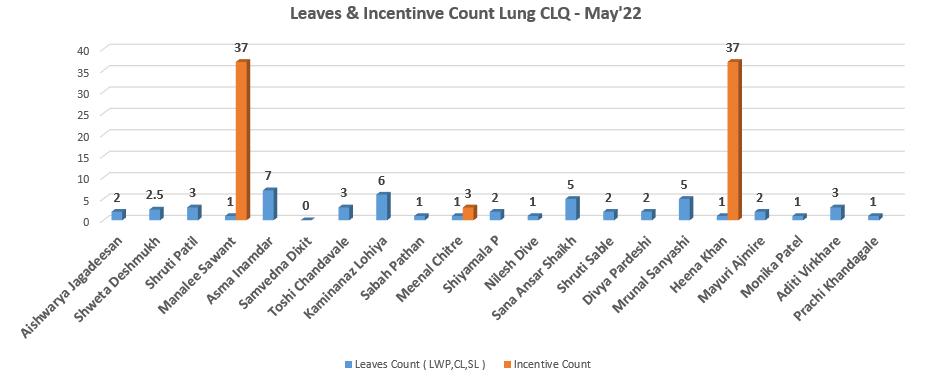 Leaves & Incentinve Count Lung CLQ - May'22
40
35
30
25
20
15
10
5
0
2
2.5
3
1
37
7
0
3
6
1
1
3
2
1
5
2
2
5
1
37
2
1
3
1
Aishwarya Jagadeesan
Shweta Deshmukh
Shruti Patil
Manalee Sawant
Asma Inamdar
Samvedna Dixit
Toshi Chandavale
Kaminanaz Lohiya
Sabah Pathan
Meenal Chitre
Shiyamala P
Nilesh Dive
Sana Ansar Shaikh
Shruti Sable
Divya Pardeshi
Mrunal Sanyashi
Heena Khan
Mayuri Ajmire
Monika Patel
Aditi Virkhare
Prachi Khandagale
Leaves Count ( LWP,CL,SL )
Incentive Count